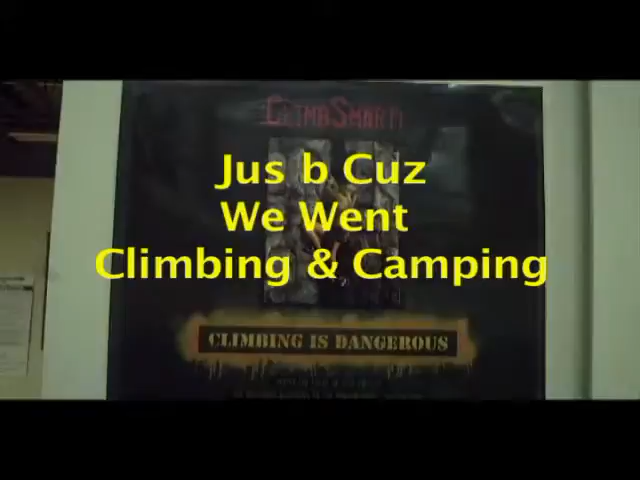 ClimbSmart!
Jus b Cuz
We Went
Climbing & Camping
CLIMBING IS DANGEROUS